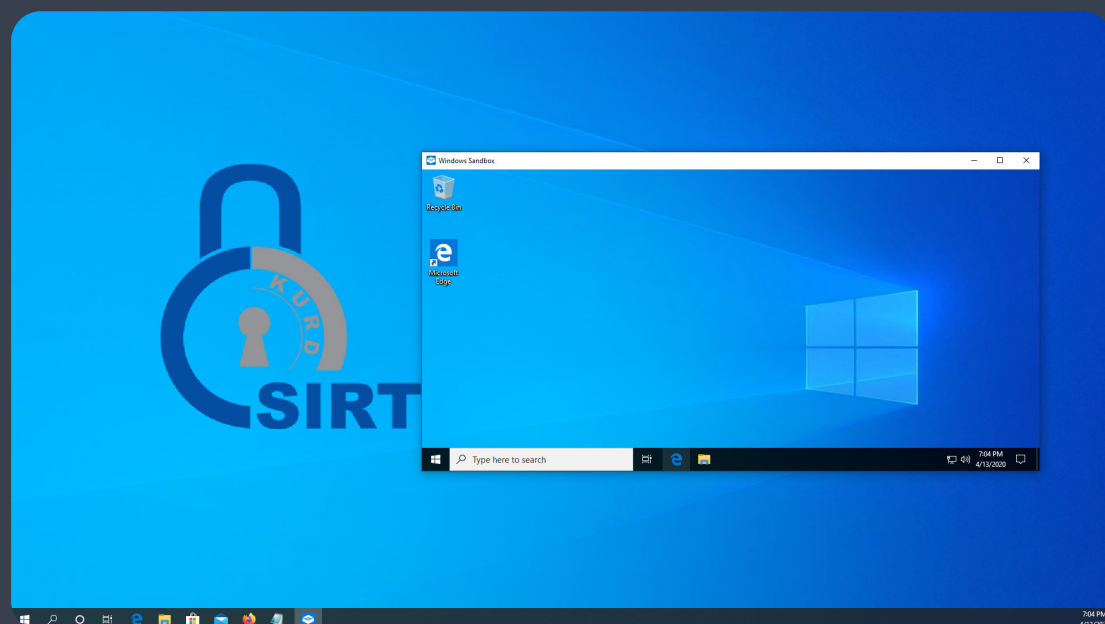 Windows Sandbox
Recycle Bin
Microsoft
Edge
KURD
CSIRT
Type here to search
7:04 PM
4/13/2020
7:04 PM